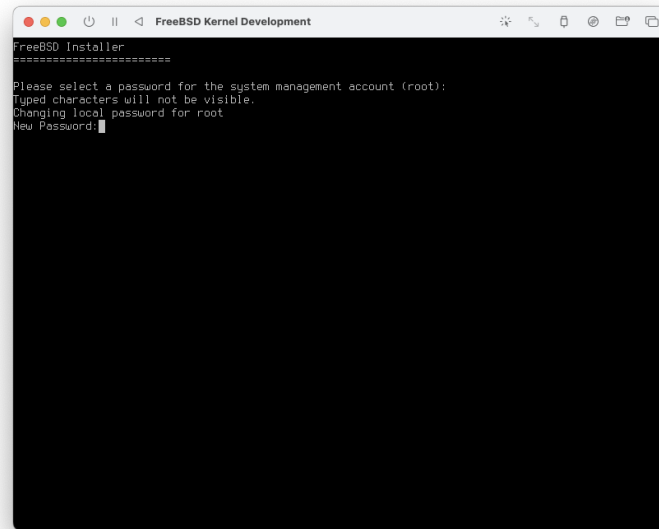 FreeBSD Kernel Development
FreeBSD Installer
========================
Please select a password for the system management account (root):
Typed characters will not be visible.
Changing local password for root
New Password: